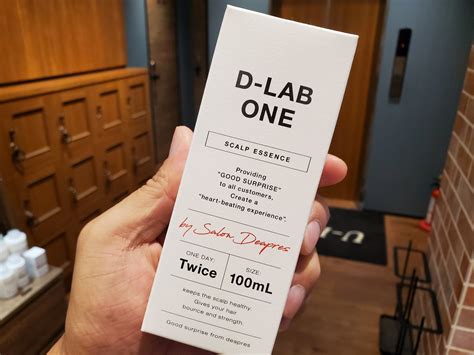 D-LAB
ONE
SCALP ESSENCE
Providing
"GOOD SURPRISE"
to all customers,
Create a
"heart-beating experience".
by Salon Deapres
ONE DAY:
Twice
SIZE:
100mL
keeps the scalp healthy
Gives your hair
bounce and strength.
Good surprise from deapres